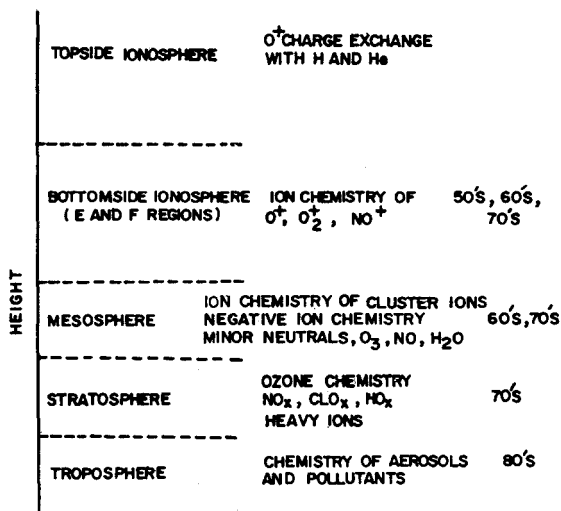 HEIGHT
TOPSIDE IONOSPHERE
O+ CHARGE EXCHANGE
WITH H AND He
BOTTOMSIDE IONOSPHERE
(E AND F REGIONS)
ION CHEMISTRY OF
O+, O2+, NO+
50'S, 60'S,
70'S
MESOSPHERE
ION CHEMISTRY OF CLUSTER IONS
NEGATIVE ION CHEMISTRY
MINOR NEUTRALS, O3, NO, H2O
60'S, 70'S
STRATOSPHERE
OZONE CHEMISTRY
NOx, CLOx, HOx
HEAVY IONS
70'S
TROPOSPHERE
CHEMISTRY OF AEROSOLS
AND POLLUTANTS
80'S